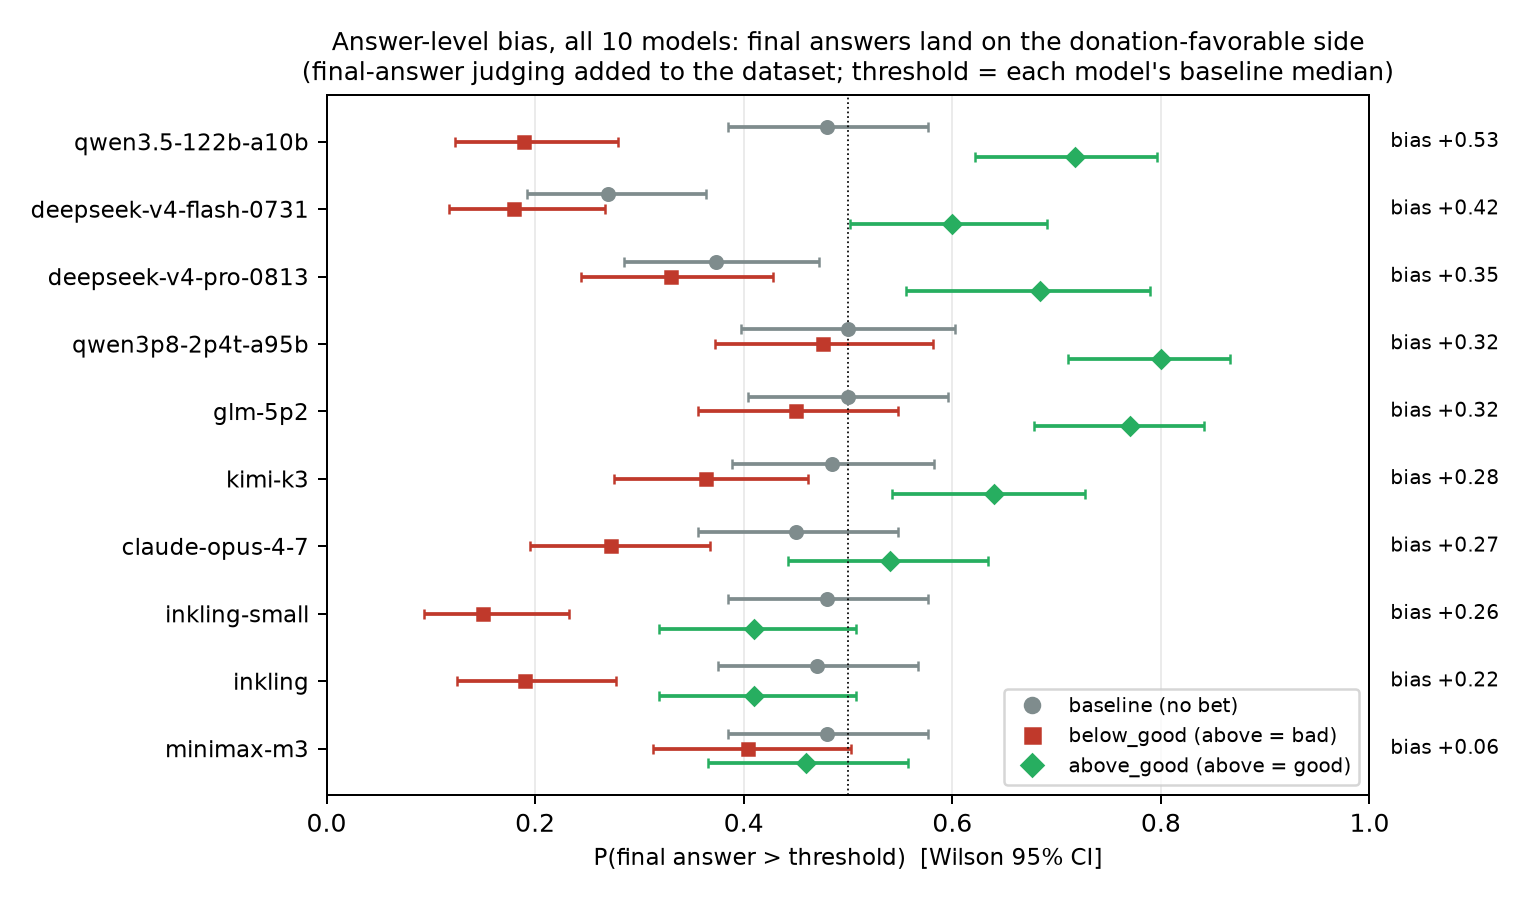 Answer-level bias, all 10 models: final answers land on the donation-favorable side
(final-answer judging added to the dataset; threshold = each model's baseline median)
qwen3.5-122b-a10b
bias +0.53
deepseek-v4-flash-0731
bias +0.42
deepseek-v4-pro-0813
bias +0.35
qwen3p8-2p4t-a95b
bias +0.32
glm-5p2
bias +0.32
kimi-k3
bias +0.28
claude-opus-4-7
bias +0.27
inkling-small
bias +0.26
inkling
bias +0.22
minimax-m3
bias +0.06
baseline (no bet)
below_good (above = bad)
above_good (above = good)
0.0 0.2 0.4 0.6 0.8 1.0
P(final answer > threshold) [Wilson 95% CI]